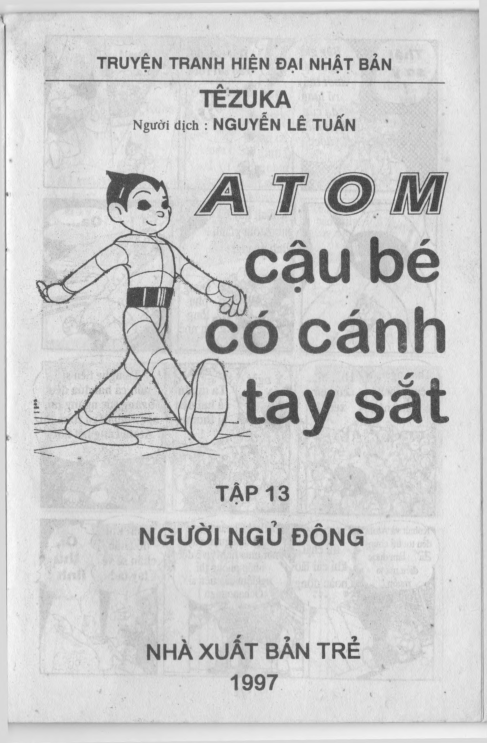 TRUYỆN TRANH HIỆN ĐẠI NHẬT BẢN
TÊZUKA
Người dịch : NGUYỄN LÊ TUẤN
ATOM
cậu bé
có cánh
tay sắt
TẬP 13
NGƯỜI NGỦ ĐÔNG
NHÀ XUẤT BẢN TRẺ
1997